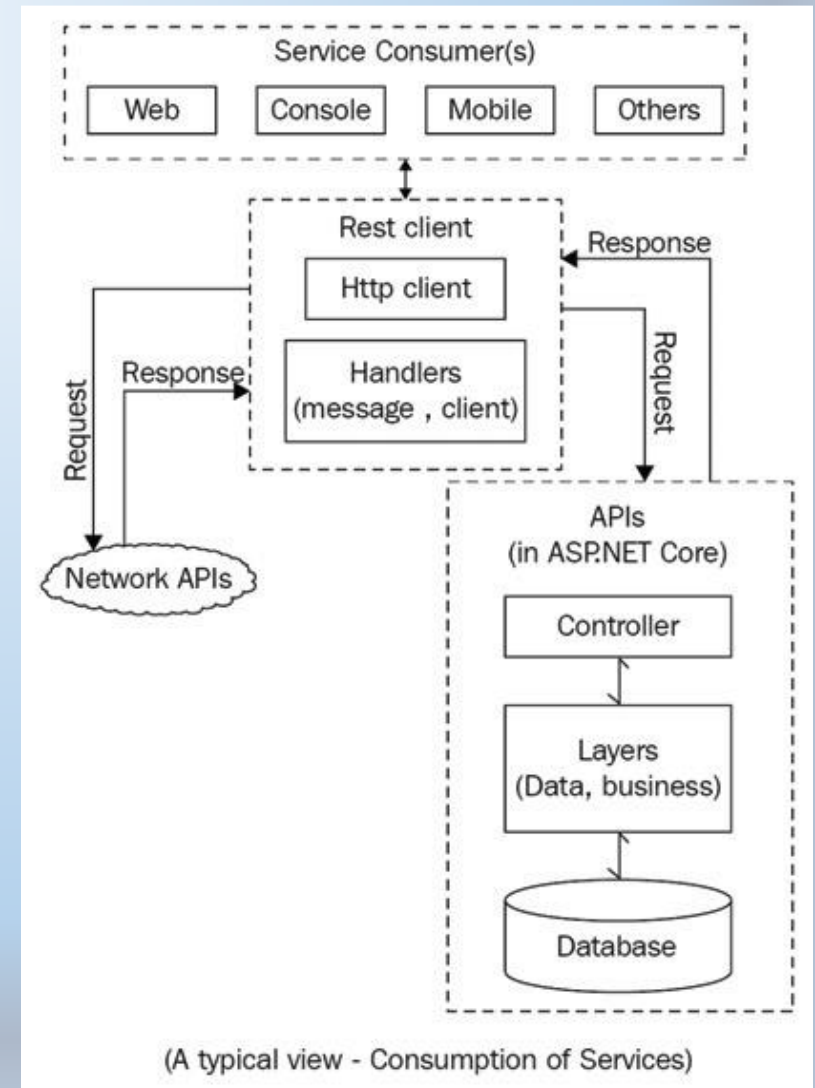 Service Consumer(s)
Web
Console
Mobile
Others
Rest client
Http client
Handlers
(message , client)
Response
Request
Response
Request
Network APIs
APIs
(in ASP.NET Core)
Controller
Layers
(Data, business)
Database
(A typical view - Consumption of Services)